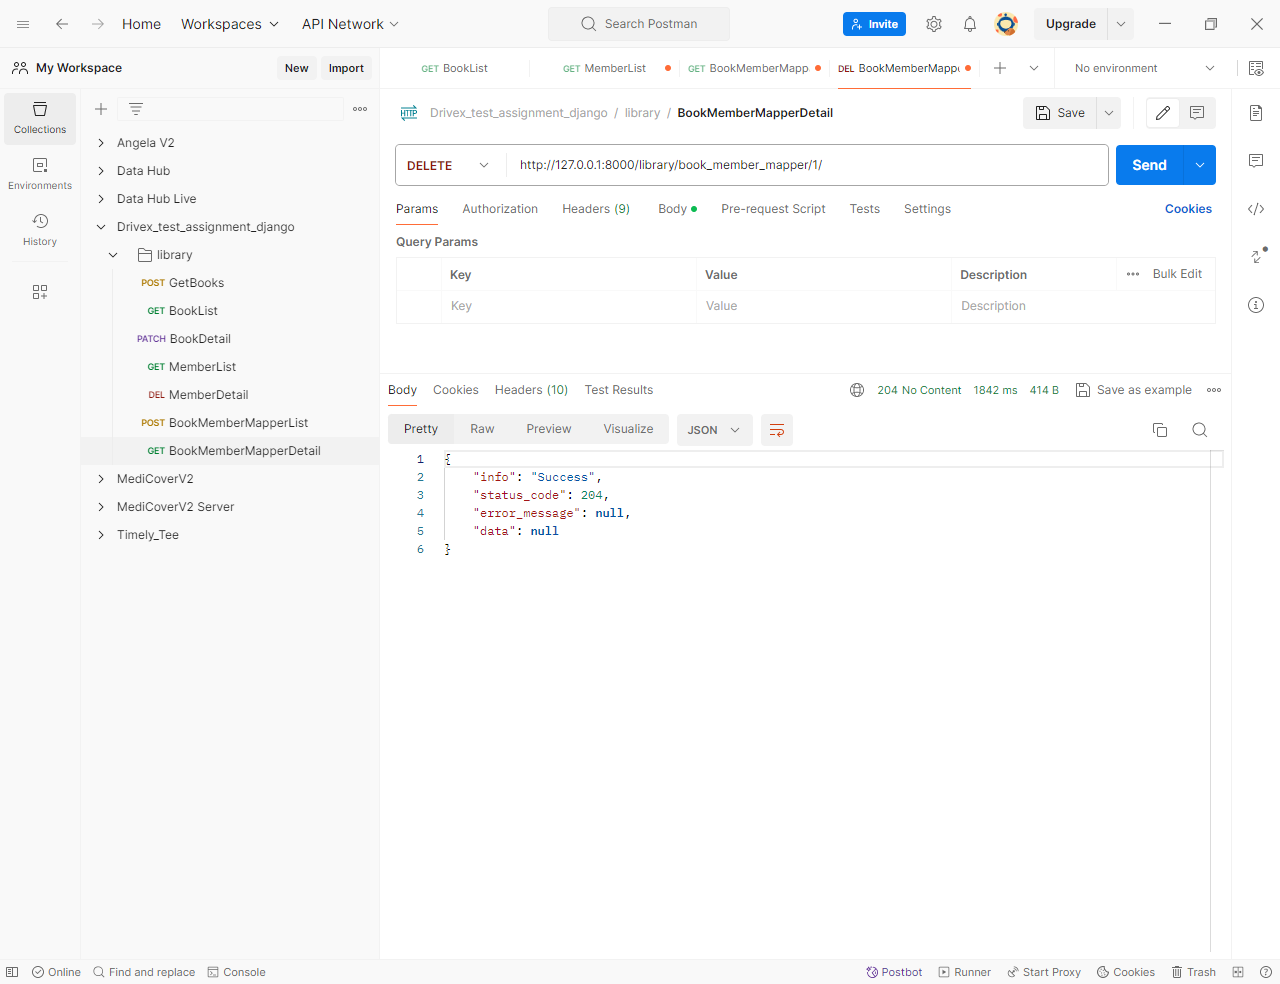 Home Workspaces API Network Search Postman Invite Upgrade
My Workspace New Import GET BookList GET MemberList GET BookMemberMapp DEL BookMemberMapp No environment
Collections
Environments
History
Angela V2
Data Hub
Data Hub Live
Drivex_test_assignment_django
library
POST GetBooks
GET BookList
PATCH BookDetail
GET MemberList
DEL MemberDetail
POST BookMemberMapperList
GET BookMemberMapperDetail
MediCoverV2
MediCoverV2 Server
Timely_Tee
HTTP Drivex_test_assignment_django / library / BookMemberMapperDetail Save
DELETE http://127.0.0.1:8000/library/book_member_mapper/1/ Send
Params Authorization Headers (9) Body Pre-request Script Tests Settings Cookies
Query Params
Key Value Description Bulk Edit
Key Value Description
Body Cookies Headers (10) Test Results 204 No Content 1842 ms 414 B Save as example
Pretty Raw Preview Visualize JSON
1 {
2 "info": "Success",
3 "status_code": 204,
4 "error_message": null,
5 "data": null
6 }
Online Find and replace Console Postbot Runner Start Proxy Cookies Trash